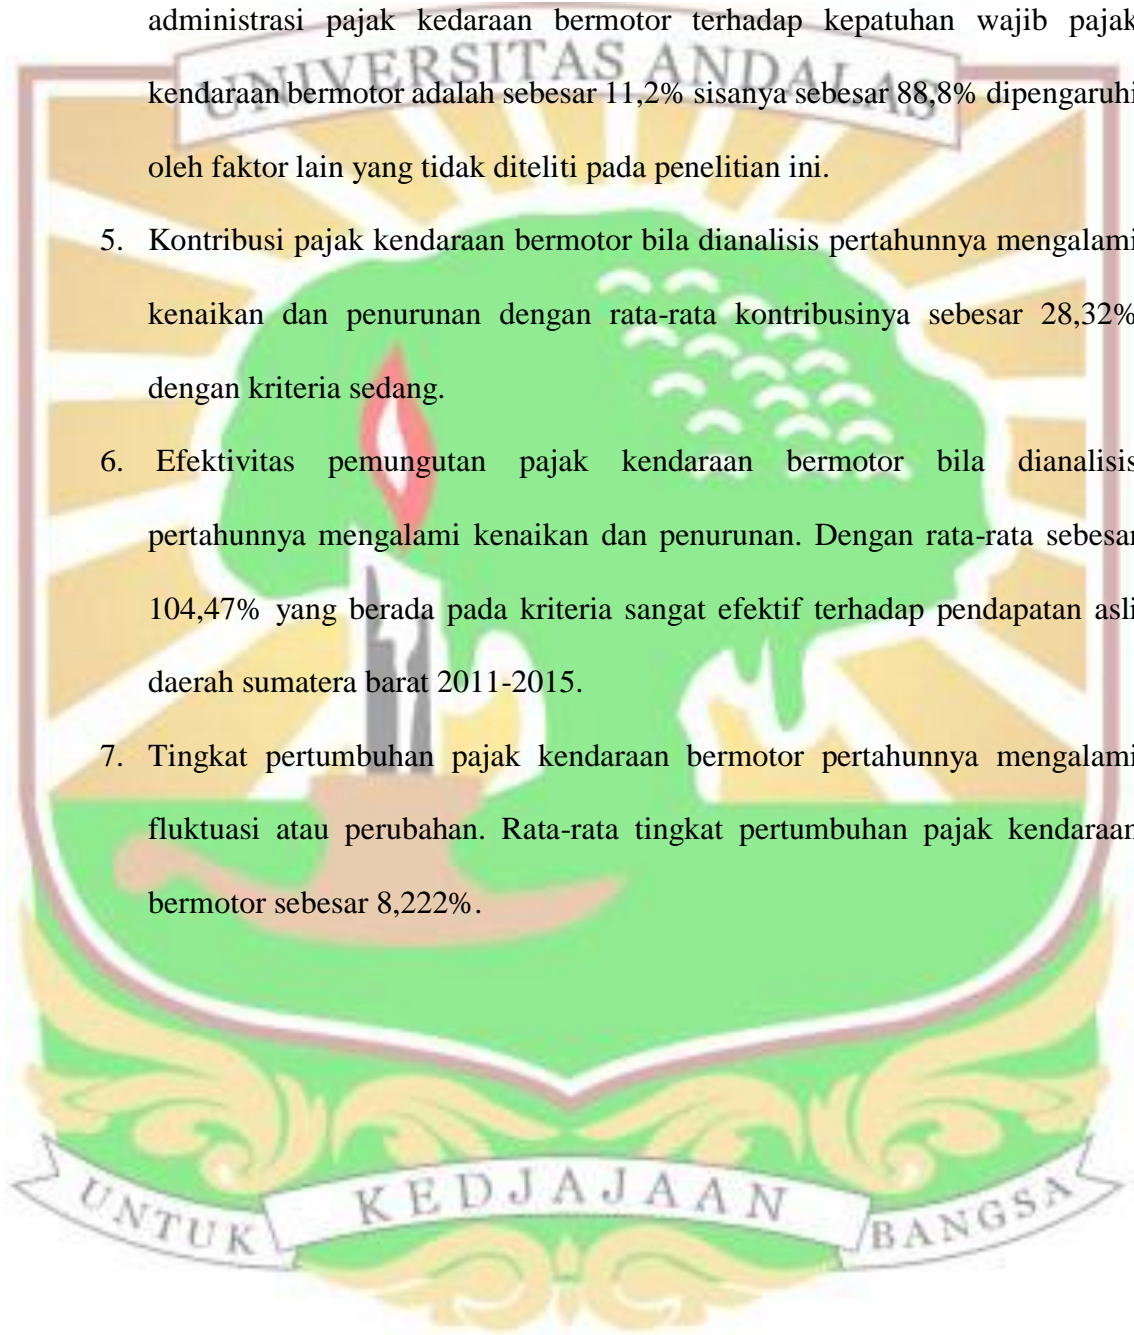 administrasi pajak kedaraan bermotor terhadap kepatuhan wajib pajak
UNIVERSITAS ANDALAS
kendaraan bermotor adalah sebesar 11,2% sisanya sebesar 88,8% dipengaruhi
oleh faktor lain yang tidak diteliti pada penelitian ini.
5. Kontribusi pajak kendaraan bermotor bila dianalisis pertahunnya mengalami
kenaikan dan penurunan dengan rata-rata kontribusinya sebesar 28,32%
dengan kriteria sedang.
6. Efektivitas pemungutan pajak kendaraan bermotor bila dianalisis
pertahunnya mengalami kenaikan dan penurunan. Dengan rata-rata sebesar
104,47% yang berada pada kriteria sangat efektif terhadap pendapatan asli
daerah sumatera barat 2011-2015.
7. Tingkat pertumbuhan pajak kendaraan bermotor pertahunnya mengalami
fluktuasi atau perubahan. Rata-rata tingkat pertumbuhan pajak kendaraan
bermotor sebesar 8,222%.
UNTUK KEDJAJAAN BANGSA